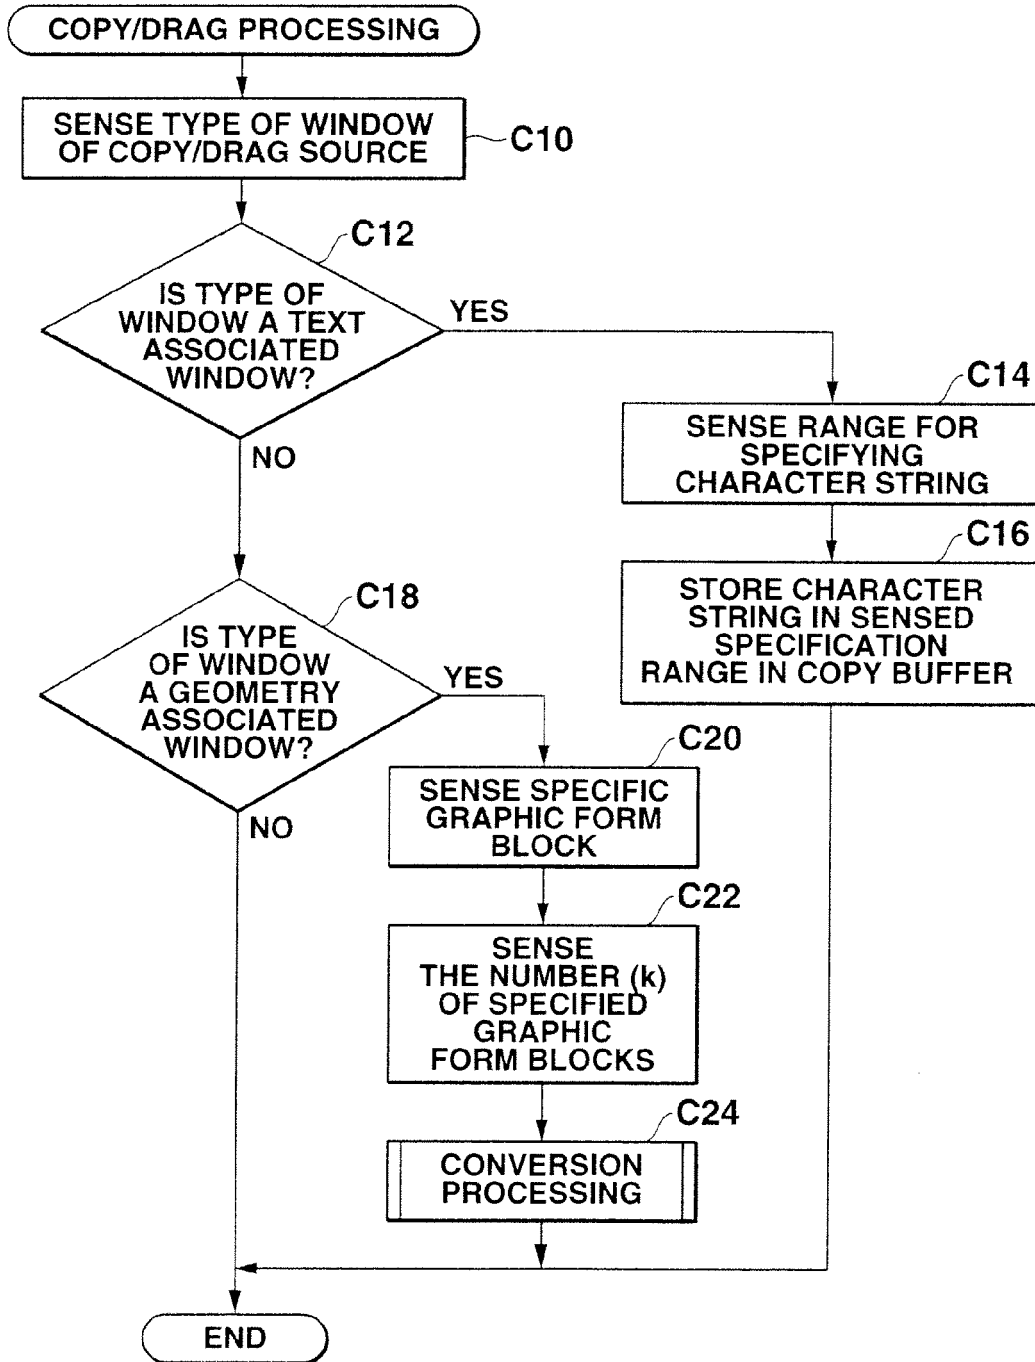 COPY/DRAG PROCESSING
SENSE TYPE OF WINDOW
OF COPY/DRAG SOURCE
C10
C12
IS TYPE OF
WINDOW A TEXT
ASSOCIATED
WINDOW?
YES
NO
C14
SENSE RANGE FOR
SPECIFYING
CHARACTER STRING
C16
STORE CHARACTER
STRING IN SENSED
SPECIFICATION
RANGE IN COPY BUFFER
C18
IS TYPE
OF WINDOW
A GEOMETRY
ASSOCIATED
WINDOW?
YES
NO
C20
SENSE SPECIFIC
GRAPHIC FORM
BLOCK
C22
SENSE
THE NUMBER (k)
OF SPECIFIED
GRAPHIC
FORM BLOCKS
C24
CONVERSION
PROCESSING
END